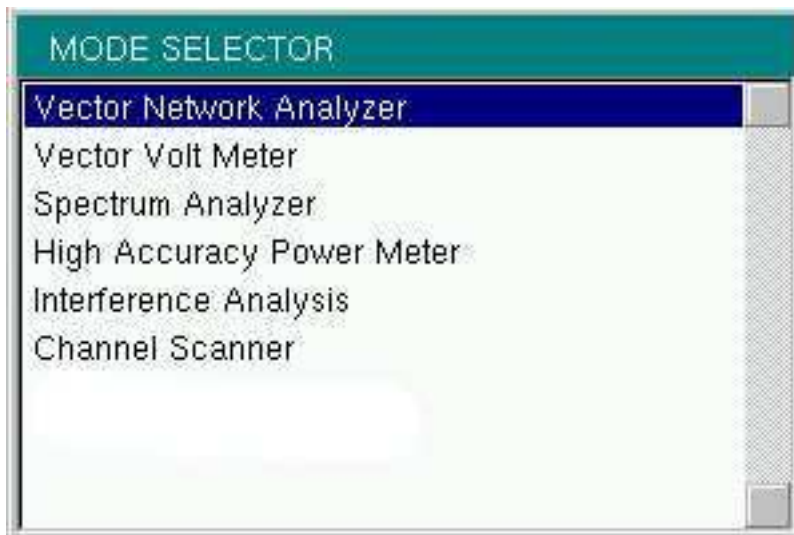 MODE SELECTOR
Vector Network Analyzer
Vector Volt Meter
Spectrum Analyzer
High Accuracy Power Meter
Interference Analysis
Channel Scanner